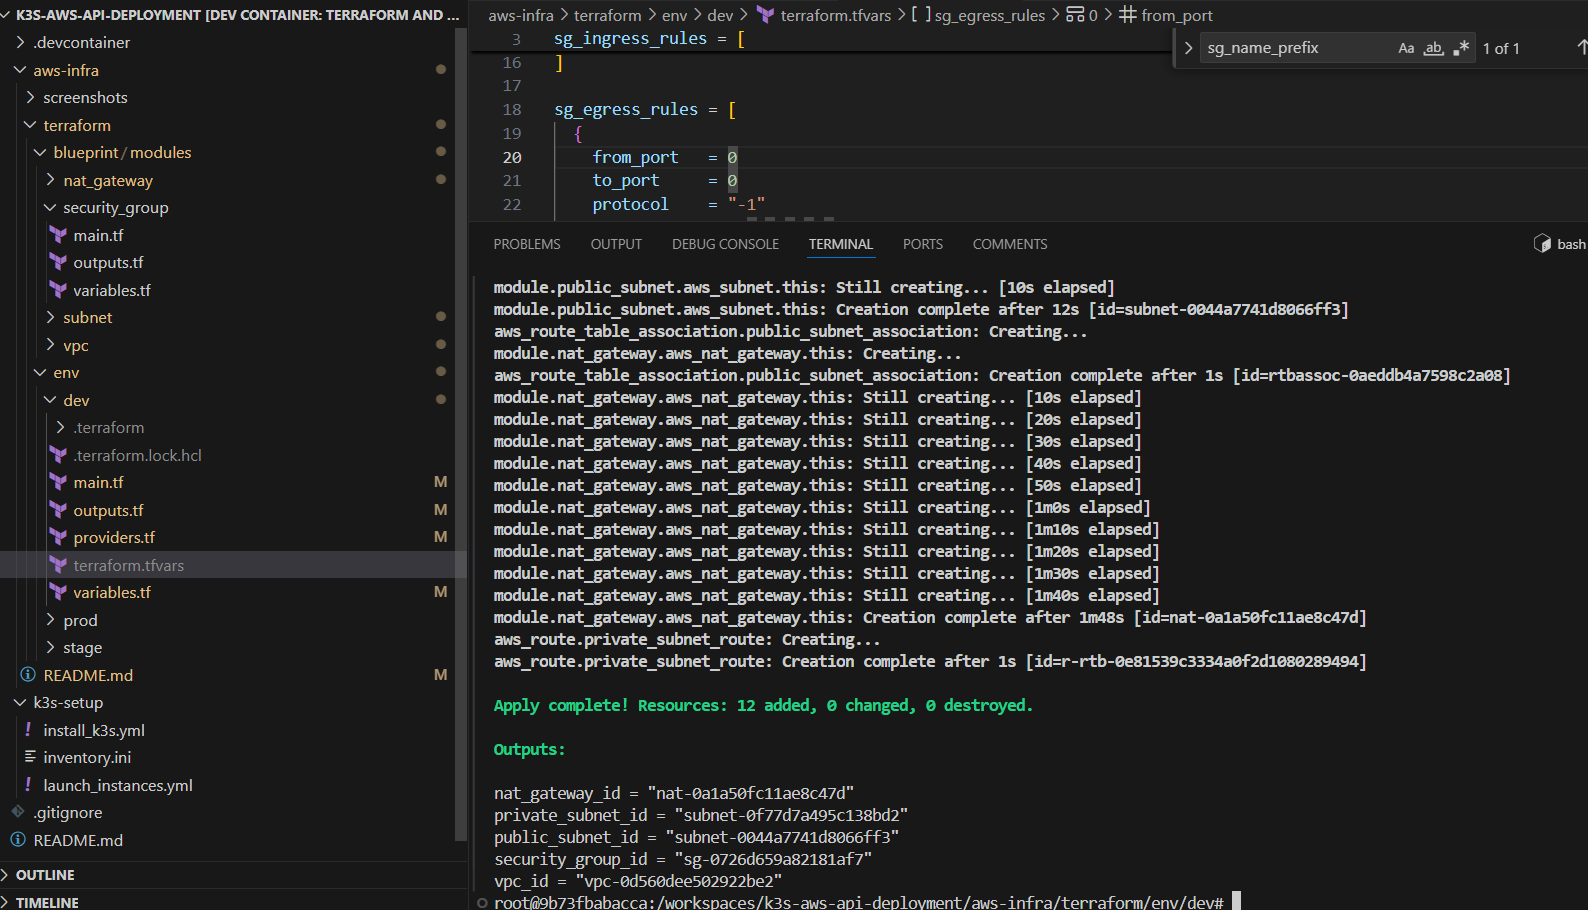 K3S-AWS-API-DEPLOYMENT [DEV CONTAINER: TERRAFORM AND ...
.devcontainer
aws-infra
screenshots
terraform
blueprint/modules
nat_gateway
security_group
main.tf
outputs.tf
variables.tf
subnet
vpc
env
dev
.terraform
.terraform.lock.hcl
main.tf M
outputs.tf M
providers.tf M
terraform.tfvars
variables.tf M
prod
stage
README.md M
k3s-setup
! install_k3s.yml
inventory.ini
! launch_instances.yml
.gitignore
README.md
OUTLINE
TIMELINE
aws-infra > terraform > env > dev > terraform.tfvars > [ ] sg_egress_rules > 0 > from_port
sg_name_prefix Aa ab .* 1 of 1
3 sg_ingress_rules = [
16 ]
17
18 sg_egress_rules = [
19 {
20 from_port = 0
21 to_port = 0
22 protocol = "-1"
PROBLEMS OUTPUT DEBUG CONSOLE TERMINAL PORTS COMMENTS bash
module.public_subnet.aws_subnet.this: Still creating... [10s elapsed]
module.public_subnet.aws_subnet.this: Creation complete after 12s [id=subnet-0044a7741d8066ff3]
aws_route_table_association.public_subnet_association: Creating...
module.nat_gateway.aws_nat_gateway.this: Creating...
aws_route_table_association.public_subnet_association: Creation complete after 1s [id=rtbassoc-0aeddb4a7598c2a08]
module.nat_gateway.aws_nat_gateway.this: Still creating... [10s elapsed]
module.nat_gateway.aws_nat_gateway.this: Still creating... [20s elapsed]
module.nat_gateway.aws_nat_gateway.this: Still creating... [30s elapsed]
module.nat_gateway.aws_nat_gateway.this: Still creating... [40s elapsed]
module.nat_gateway.aws_nat_gateway.this: Still creating... [50s elapsed]
module.nat_gateway.aws_nat_gateway.this: Still creating... [1m0s elapsed]
module.nat_gateway.aws_nat_gateway.this: Still creating... [1m10s elapsed]
module.nat_gateway.aws_nat_gateway.this: Still creating... [1m20s elapsed]
module.nat_gateway.aws_nat_gateway.this: Still creating... [1m30s elapsed]
module.nat_gateway.aws_nat_gateway.this: Still creating... [1m40s elapsed]
module.nat_gateway.aws_nat_gateway.this: Creation complete after 1m48s [id=nat-0a1a50fc11ae8c47d]
aws_route.private_subnet_route: Creating...
aws_route.private_subnet_route: Creation complete after 1s [id=r-rtb-0e81539c3334a0f2d1080289494]
Apply complete! Resources: 12 added, 0 changed, 0 destroyed.
Outputs:
nat_gateway_id = "nat-0a1a50fc11ae8c47d"
private_subnet_id = "subnet-0f77d7a495c138bd2"
public_subnet_id = "subnet-0044a7741d8066ff3"
security_group_id = "sg-0726d659a82181af7"
vpc_id = "vpc-0d560dee502922be2"
root@9b73fbabacca:/workspaces/k3s-aws-api-deployment/aws-infra/terraform/env/dev#